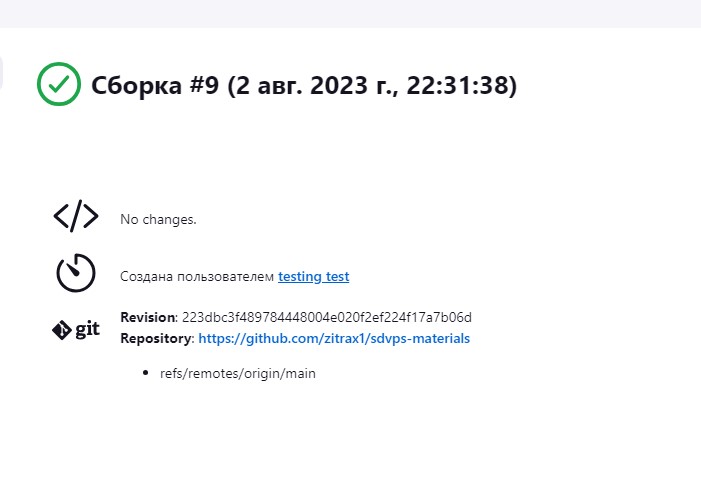 Сборка #9 (2 авг. 2023 г., 22:31:38)
No changes.
Создана пользователем testing test
git
Revision: 223dbc3f489784448004e020f2ef224f17a7b06d
Repository: https://github.com/zitrax1/sdvps-materials
refs/remotes/origin/main